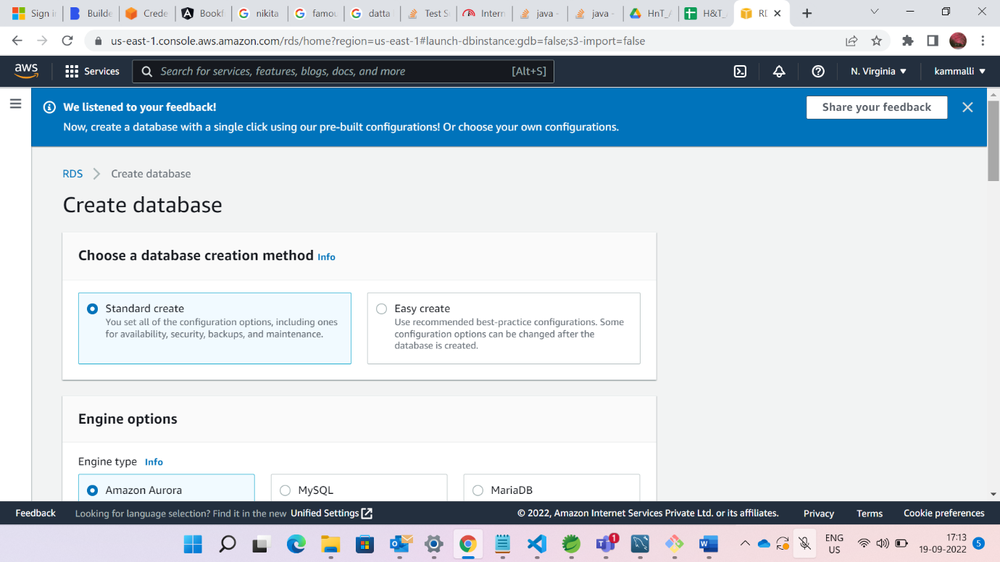 Sign i
Builde
Crede
Bookf
nikita
famou
datta
Test S
Intern
java -
java -
HnT_A
H&T_
us-east-1.console.aws.amazon.com/rds/home?region=us-east-1#launch-dbinstance:gdb=false;s3-import=false
aws
Services
Search for services, features, blogs, docs, and more [Alt+S]
N. Virginia
kammalli
We listened to your feedback!
Now, create a database with a single click using our pre-built configurations! Or choose your own configurations.
Share your feedback
RDS
Create database
Create database
Choose a database creation method Info
Standard create
You set all of the configuration options, including ones
for availability, security, backups, and maintenance.
Easy create
Use recommended best-practice configurations. Some
configuration options can be changed after the
database is created.
Engine options
Engine type Info
Amazon Aurora
MySQL
MariaDB
Feedback
Looking for language selection? Find it in the new Unified Settings
© 2022, Amazon Internet Services Private Ltd. or its affiliates.
Privacy
Terms
Cookie preferences
1
ENG
US
17:13
19-09-2022
5